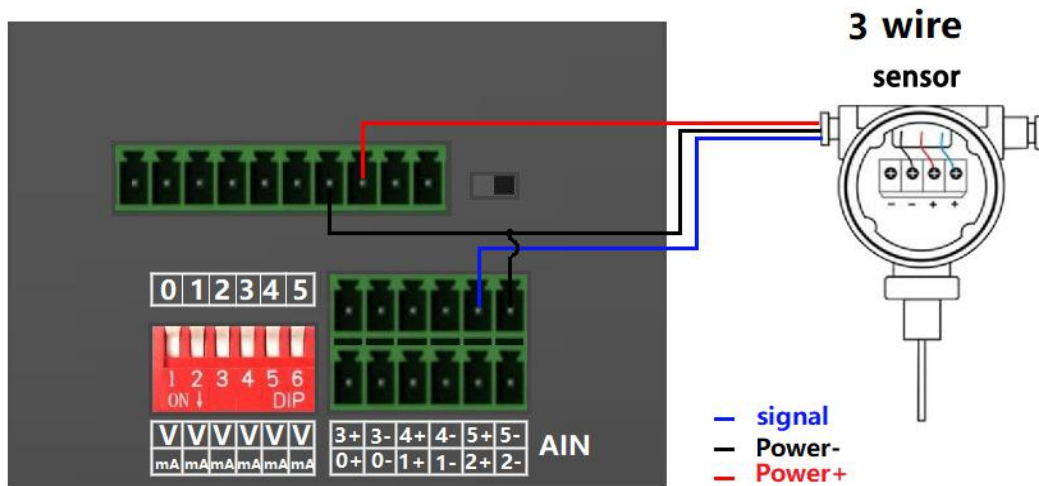 3 wire
sensor
0 1 2 3 4 5
1 2 3 4 5 6
ON ↓ DIP
V V V V V V
mA mA mA mA mA mA
3+ 3- 4+ 4- 5+ 5-
0+ 0- 1+ 1- 2+ 2-
AIN
- - + +
signal
Power-
Power+